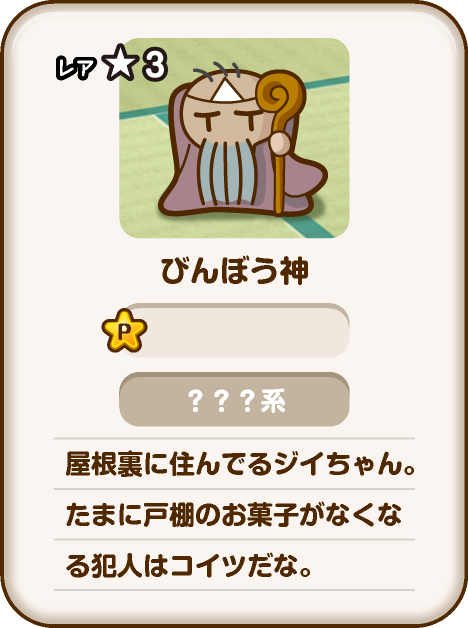 レア★3
びんぼう神
P
???系
屋根裏に住んでるジイちゃん。
たまに戸棚のお菓子がなくな
る犯人はコイツだな。